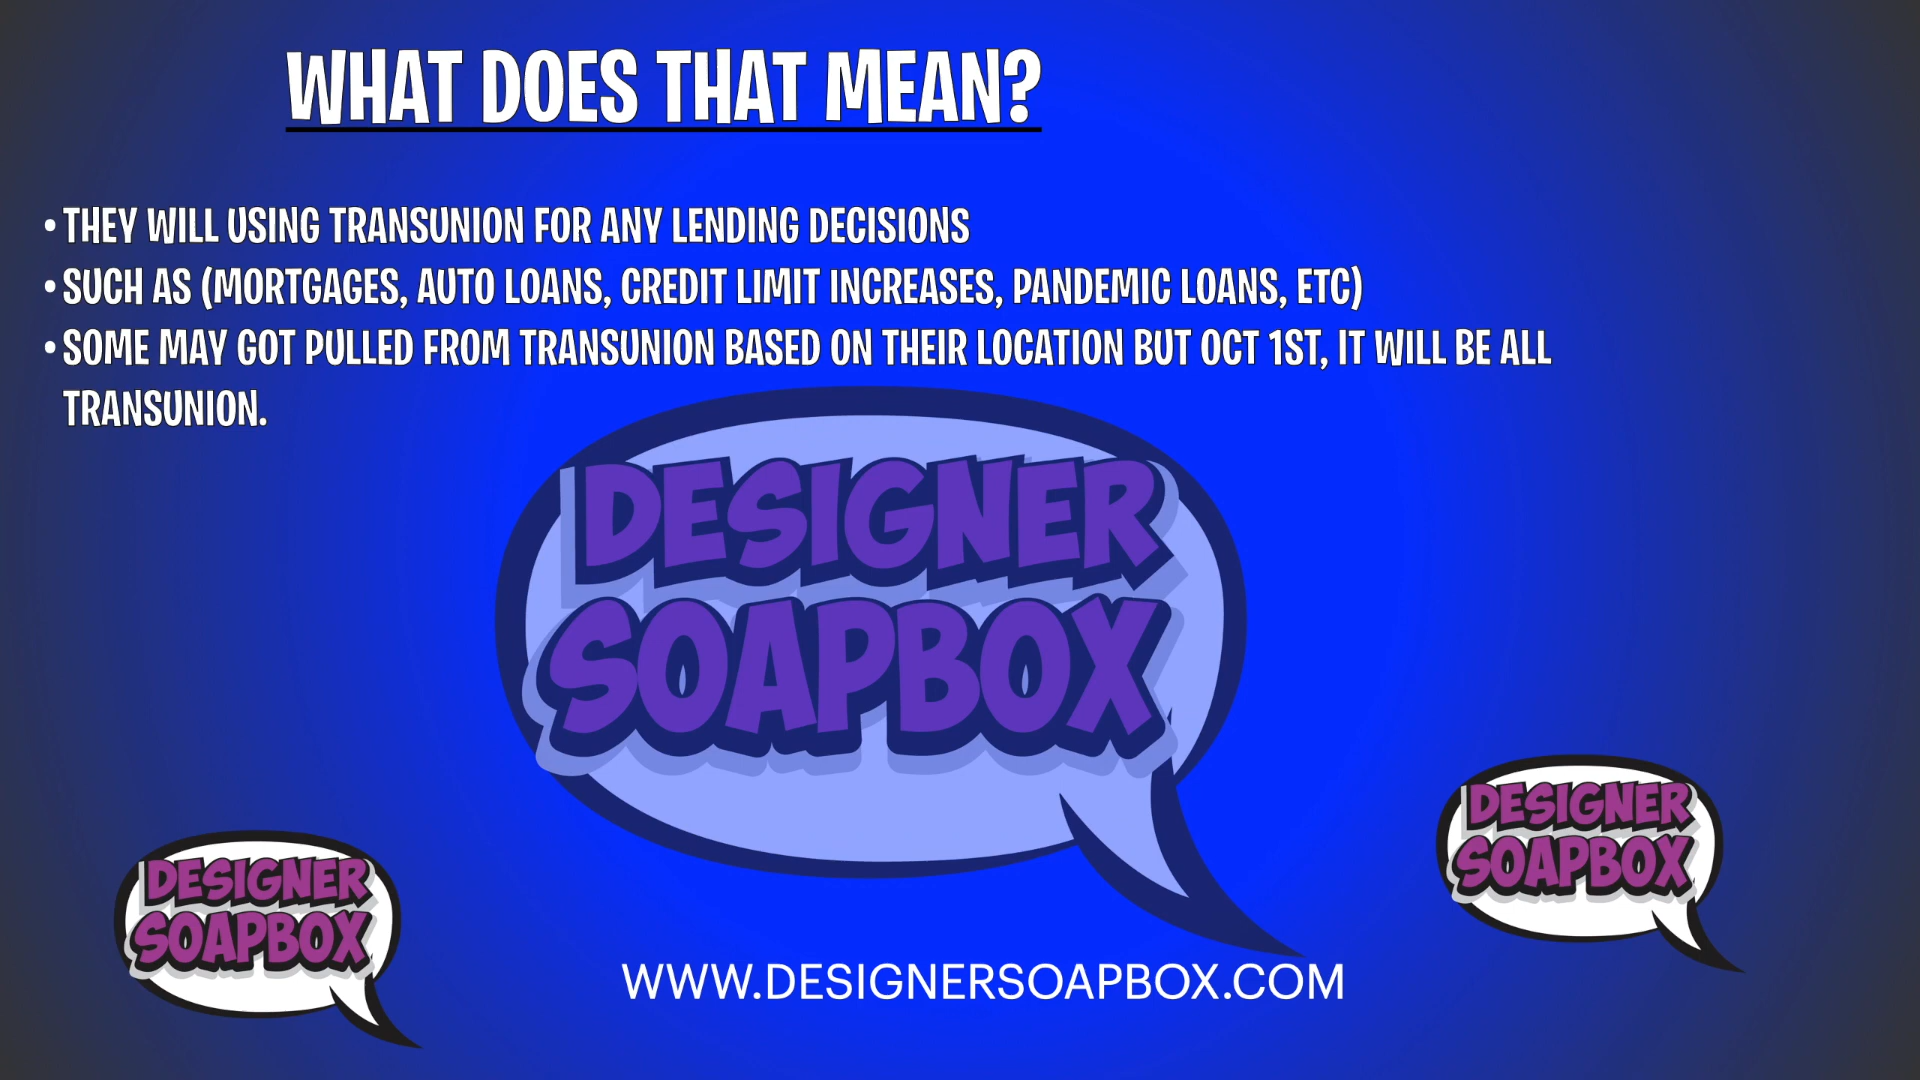 WHAT DOES THAT MEAN?
• THEY WILL USING TRANSUNION FOR ANY LENDING DECISIONS
• SUCH AS (MORTGAGES, AUTO LOANS, CREDIT LIMIT INCREASES, PANDEMIC LOANS, ETC)
• SOME MAY GOT PULLED FROM TRANSUNION BASED ON THEIR LOCATION BUT OCT 1ST, IT WILL BE ALL
TRANSUNION.
DESIGNER
SOAPBOX
DESIGNER
SOAPBOX
DESIGNER
SOAPBOX
WWW.DESIGNERSOAPBOX.COM